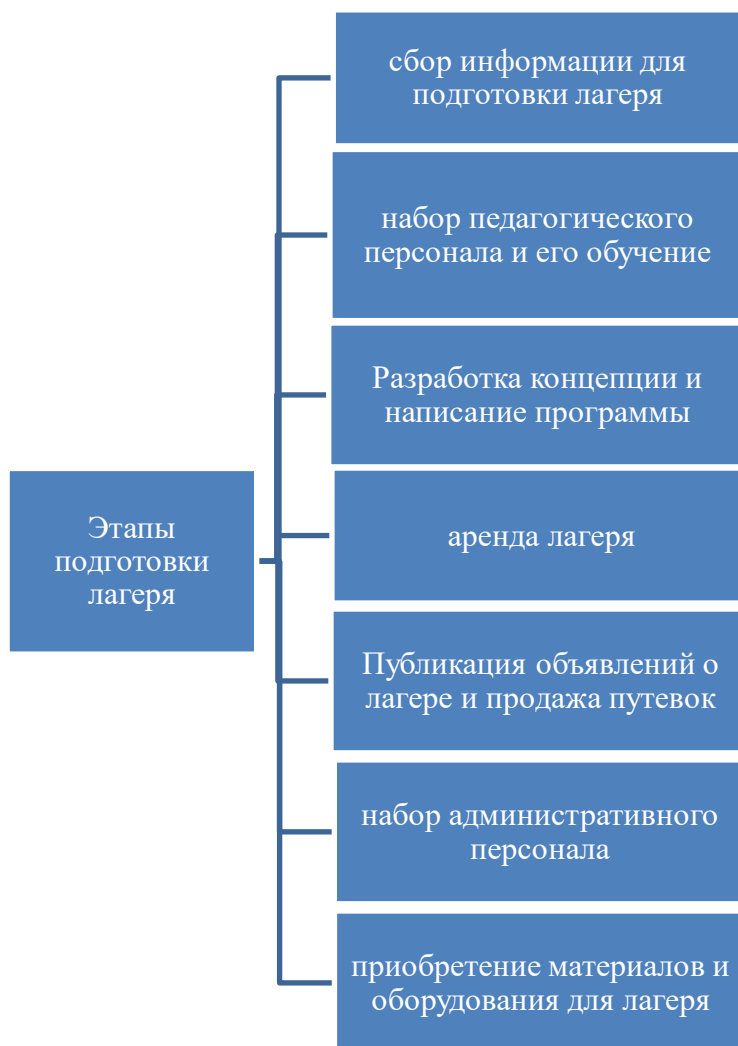 Этапы
подготовки
лагеря
сбор информации для
подготовки лагеря
набор педагогического
персонала и его обучение
Разработка концепции и
написание программы
аренда лагеря
Публикация объявлений о
лагере и продажа путевок
набор административного
персонала
приобретение материалов и
оборудования для лагеря